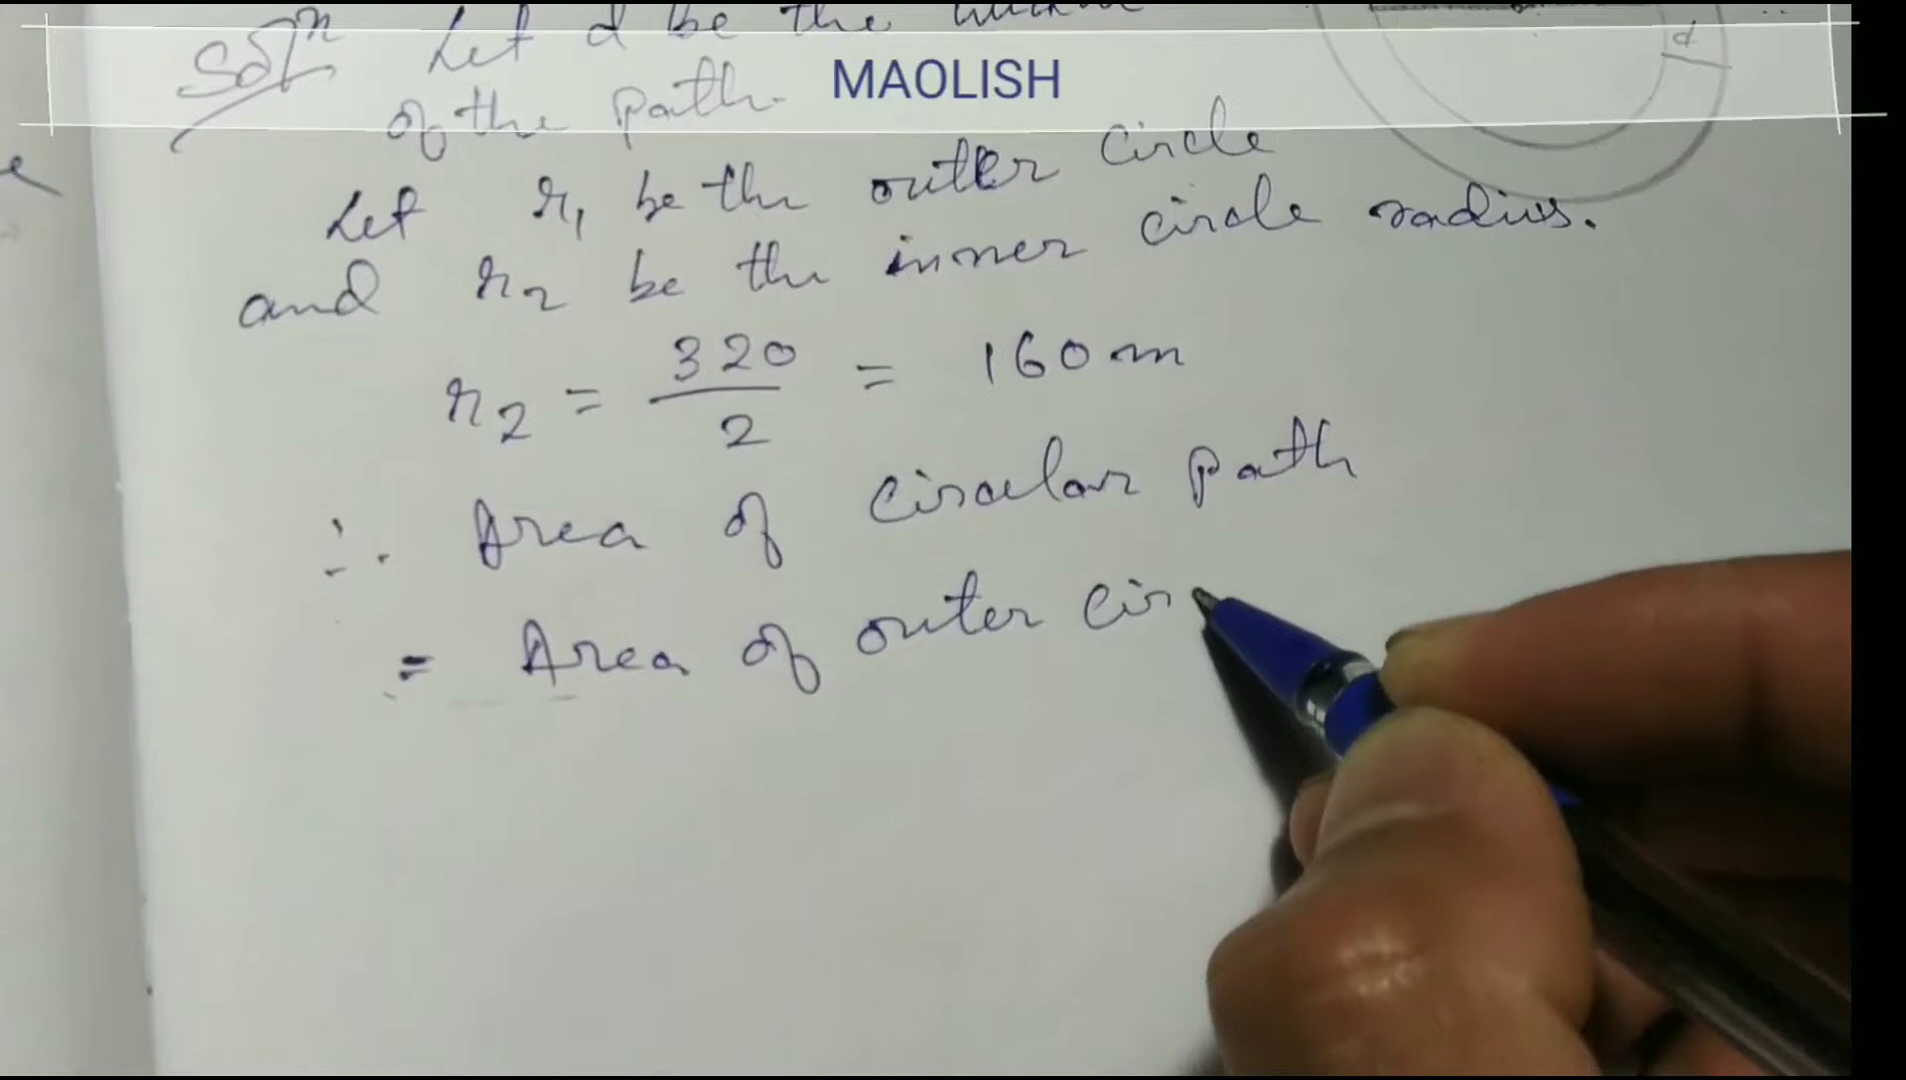 Solⁿ Let d be the
of the path. MAOLISH
d
Let r₁ be the outer circle
and r₂ be the inner circle radius.
r₂ = 320/2 = 160m
∴ Area of circular path
= Area of outer cir